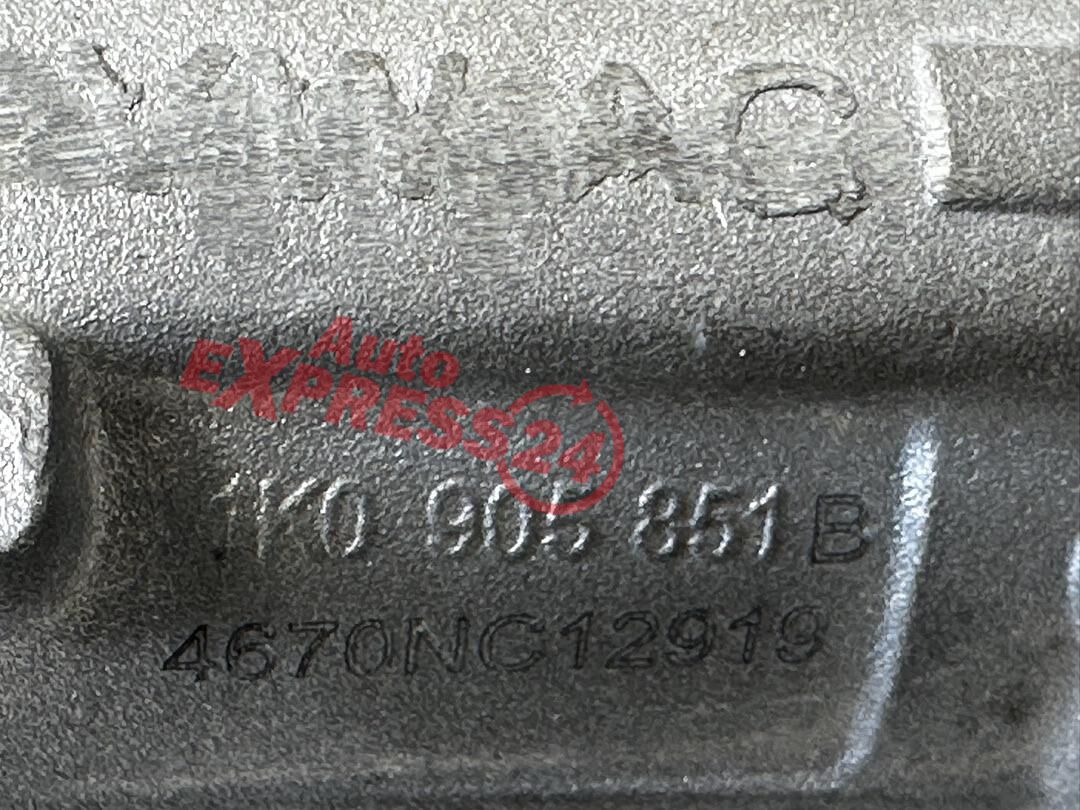 Auto
EXPRESS24
1K0 905 851 B
4670NC12919